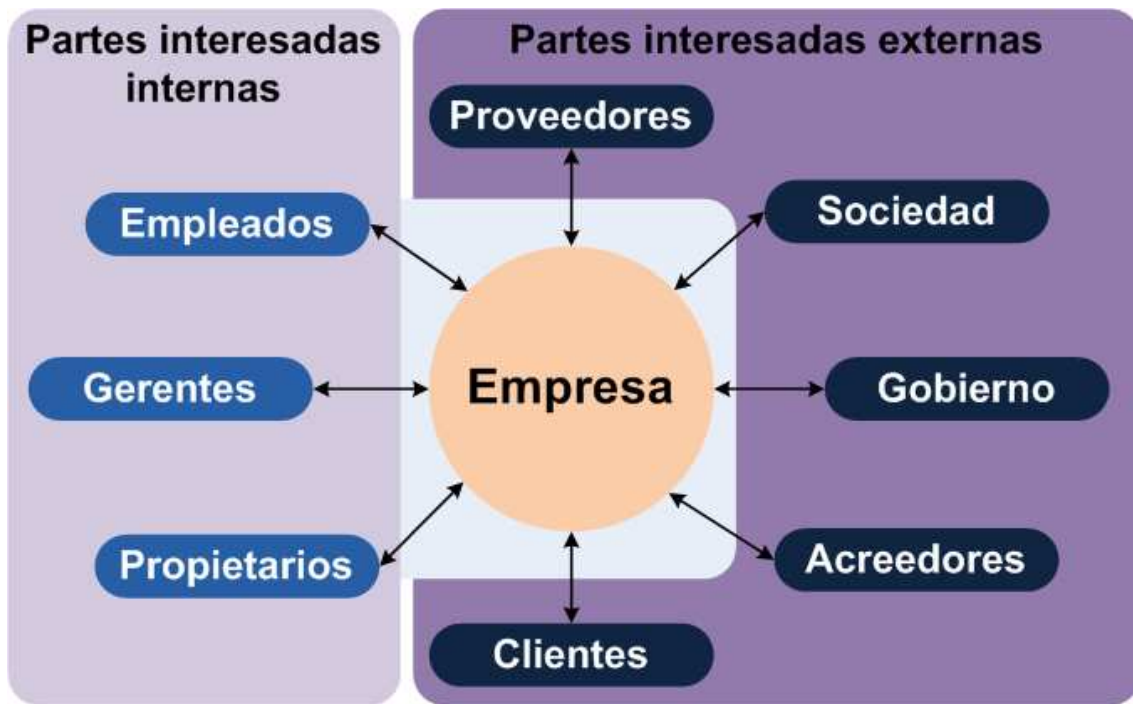 Partes interesadas
internas
Partes interesadas externas
Proveedores
Empleados
Sociedad
Gerentes
Empresa
Gobierno
Propietarios
Acreedores
Clientes